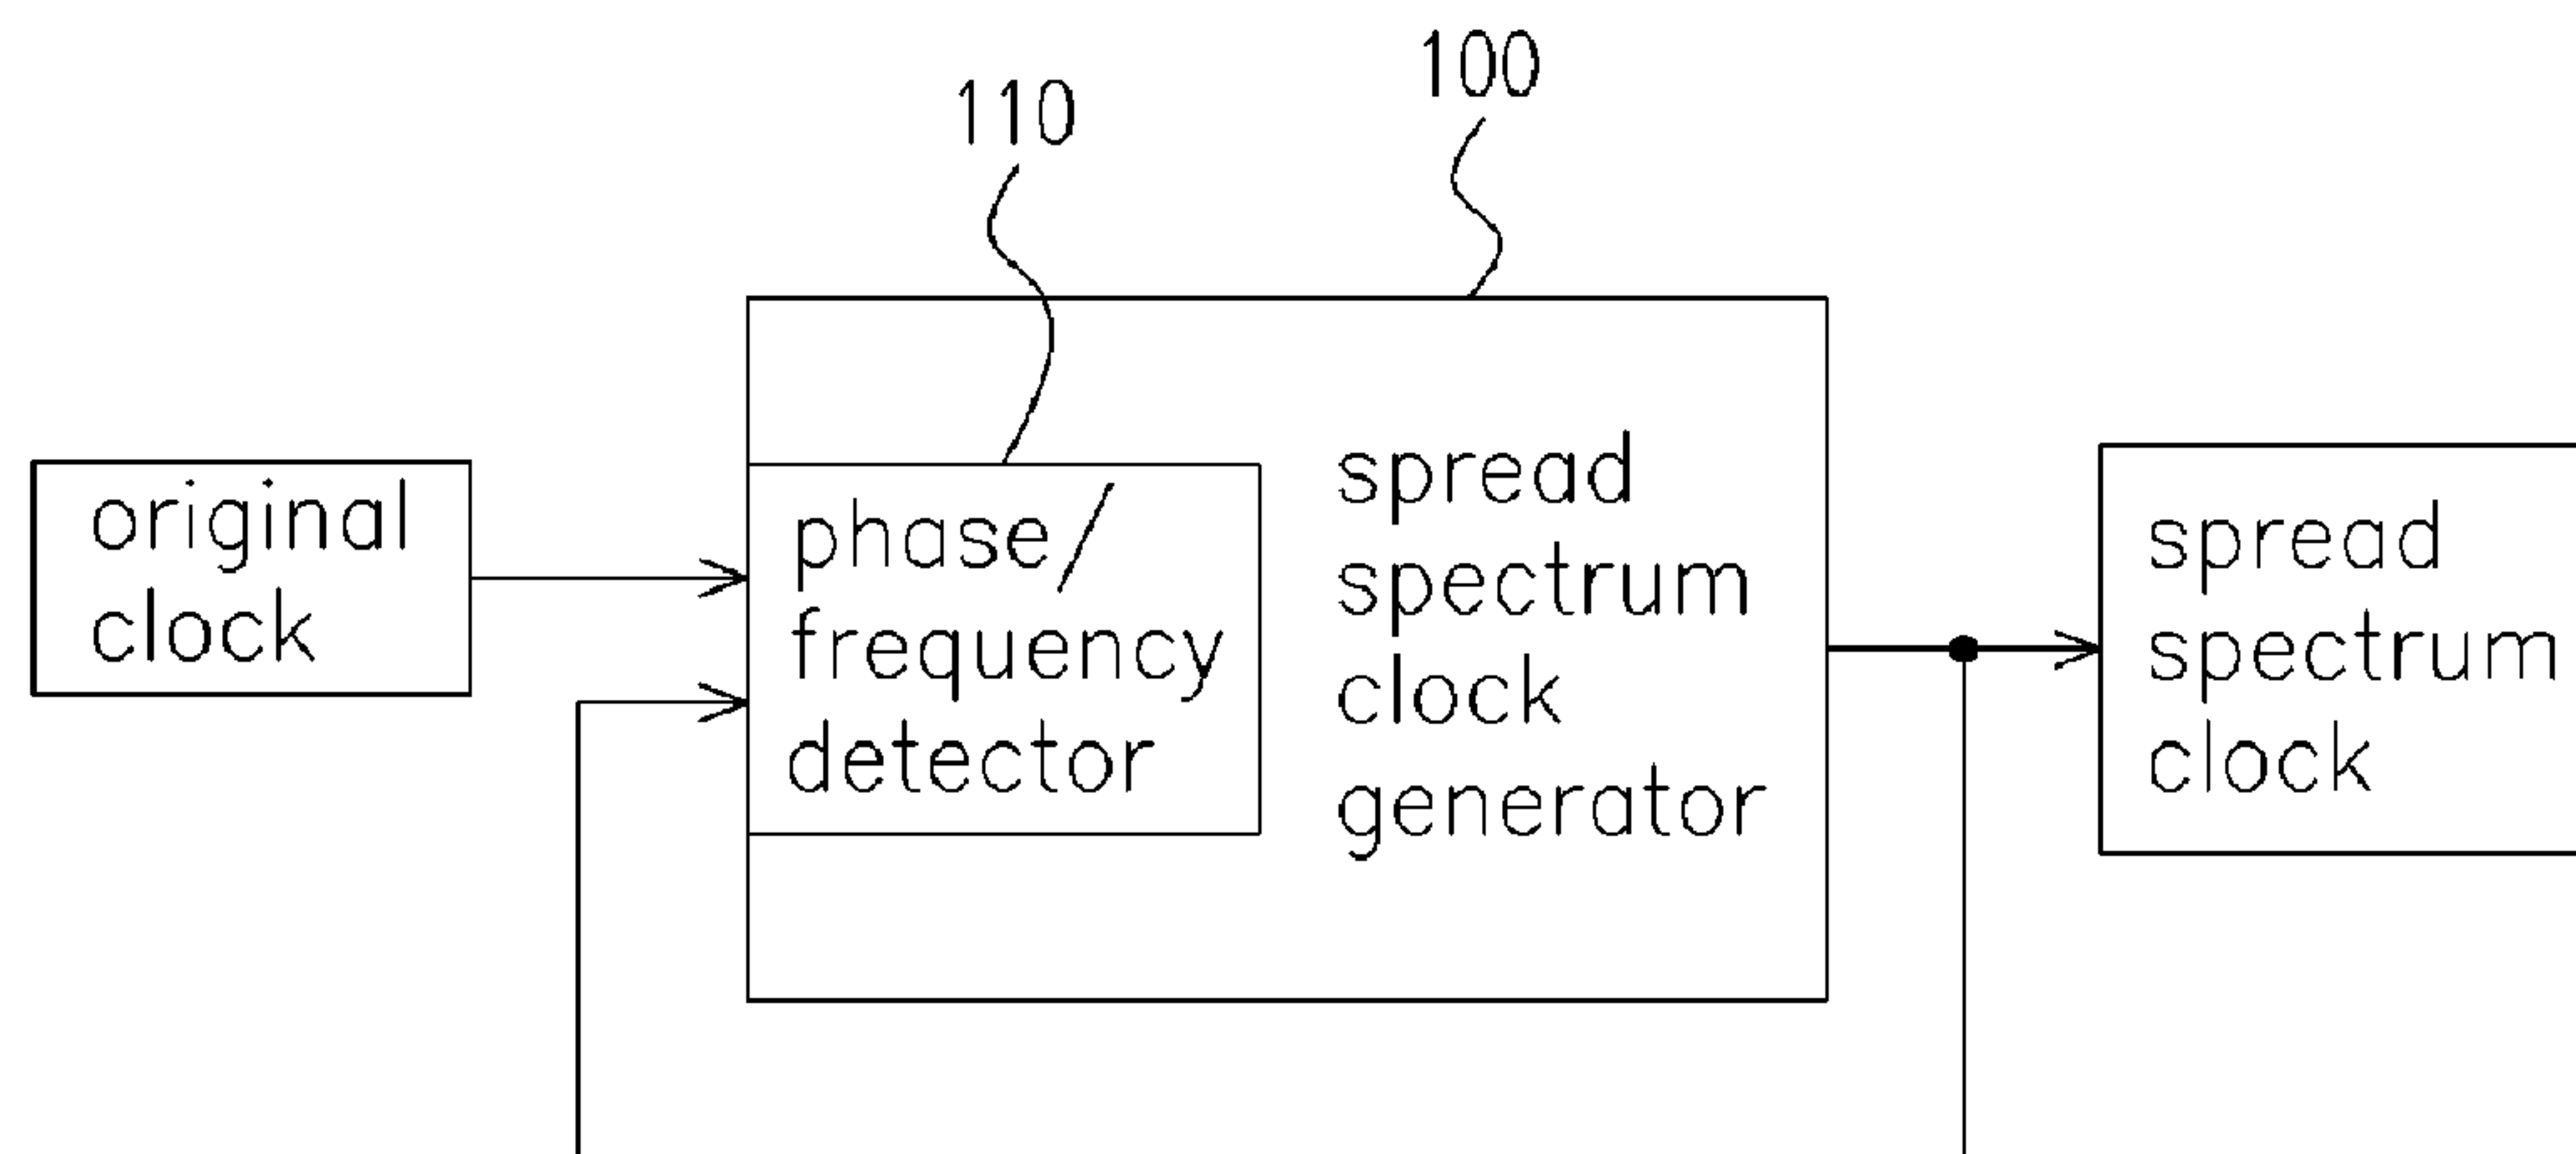 100
110
original
clock
phase/
frequency
detector
spread
spectrum
clock
generator
spread
spectrum
clock